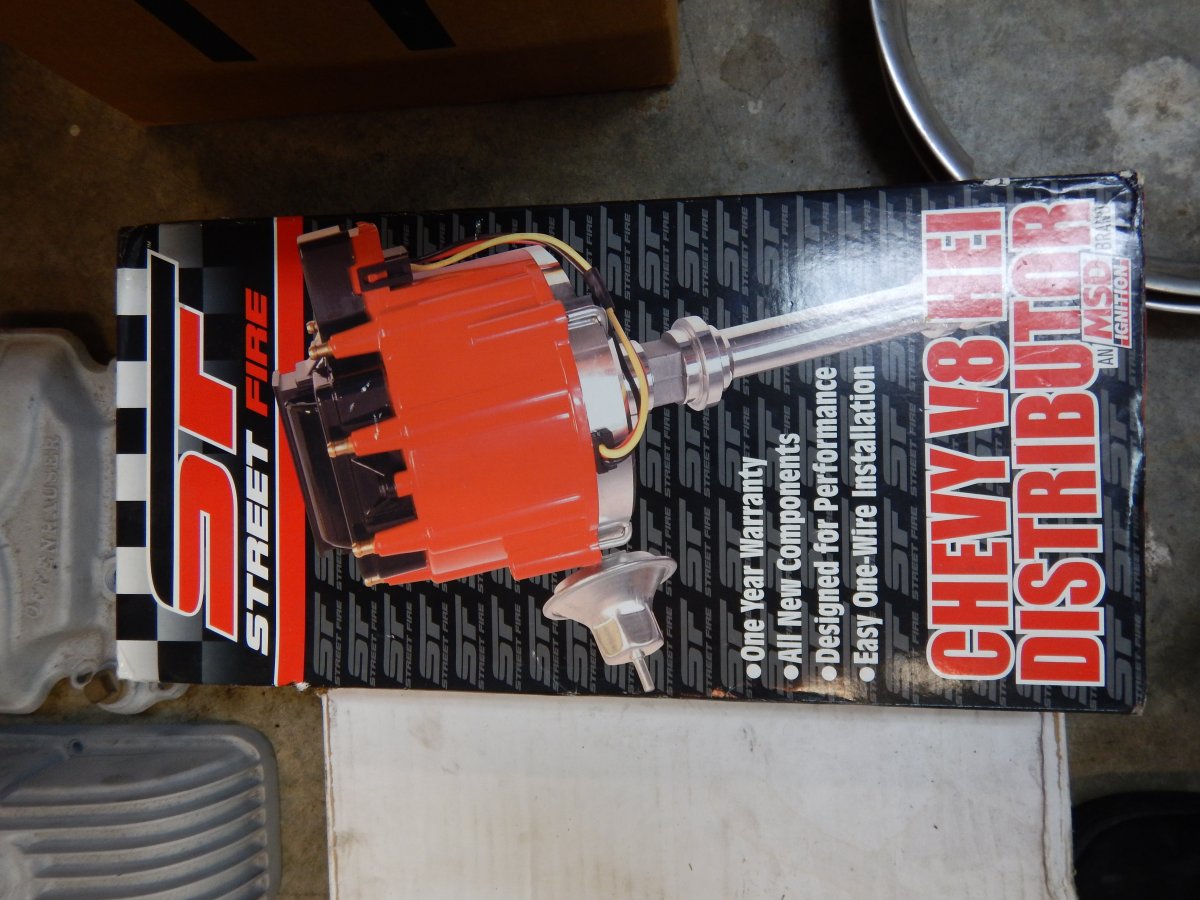 SF
STREET FIRE
One Year Warranty
All New Components
Designed for Performance
Easy One-Wire Installation
CHEVY V8 HEI
DISTRIBUTOR
AN MSD BRAND
IGNITION